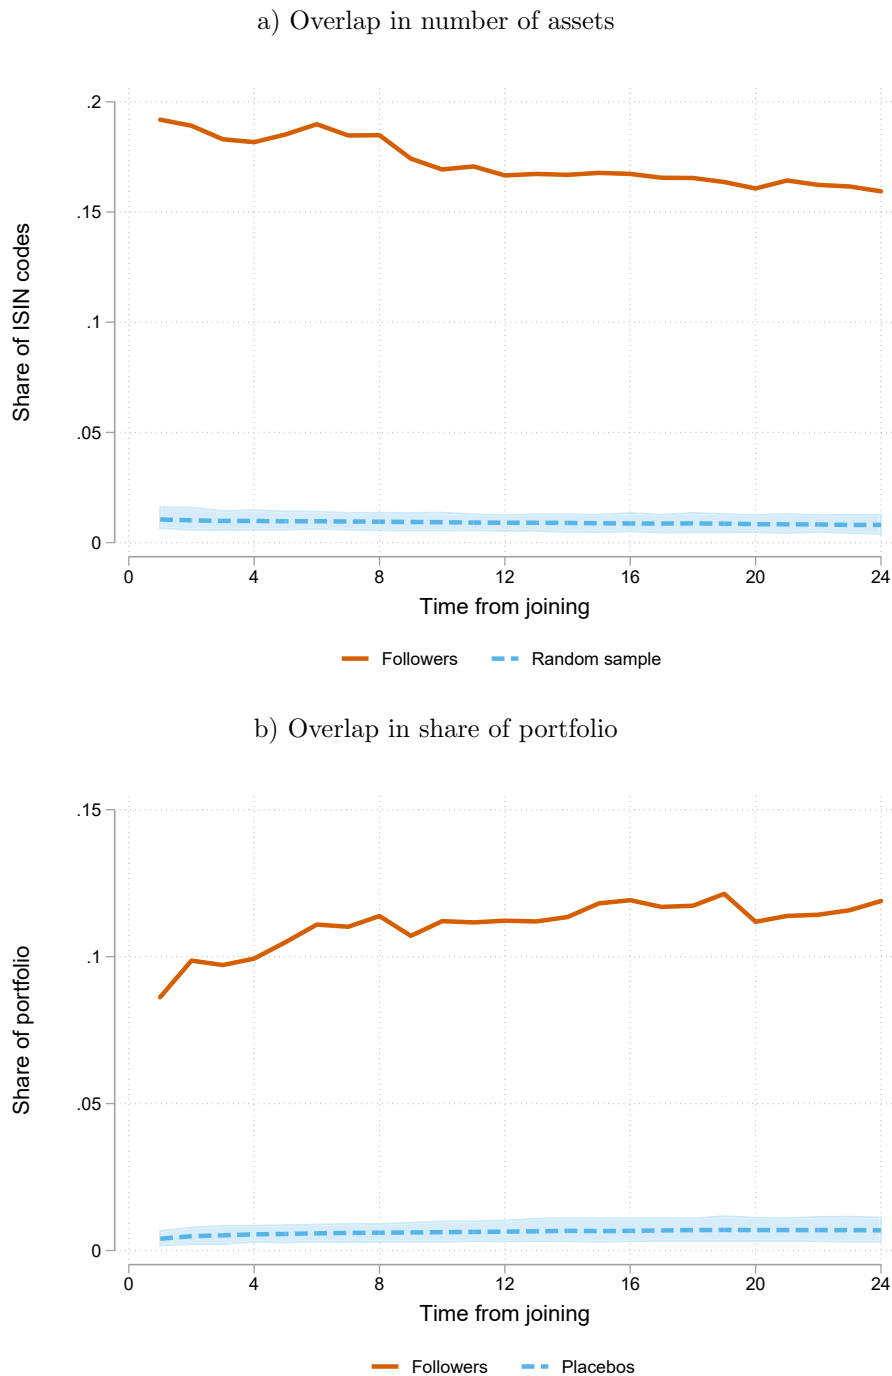 a) Overlap in number of assets
.2
.15
.1
.05
0
Share of ISIN codes
0 4 8 12 16 20 24
Time from joining
Followers Random sample
b) Overlap in share of portfolio
.15
.1
.05
0
Share of portfolio
0 4 8 12 16 20 24
Time from joining
Followers Placebos